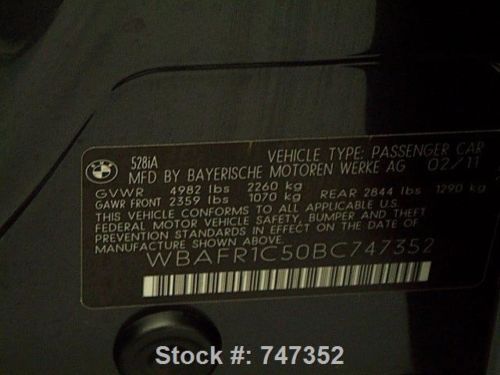 BMW
528iA
VEHICLE TYPE: PASSENGER CAR
MFD BY BAYERISCHE MOTOREN WERKE AG 02/11
GVWR 4982 lbs 2260 kg
GAWR FRONT 2359 lbs 1070 kg REAR 2844 lbs 1290 kg
THIS VEHICLE CONFORMS TO ALL APPLICABLE U.S.
FEDERAL MOTOR VEHICLE SAFETY, BUMPER AND THEFT
PREVENTION STANDARDS IN EFFECT ON THE DATE OF
MANUFACTURE SHOWN ABOVE.
WBAFR1C50BC747352
Stock #: 747352